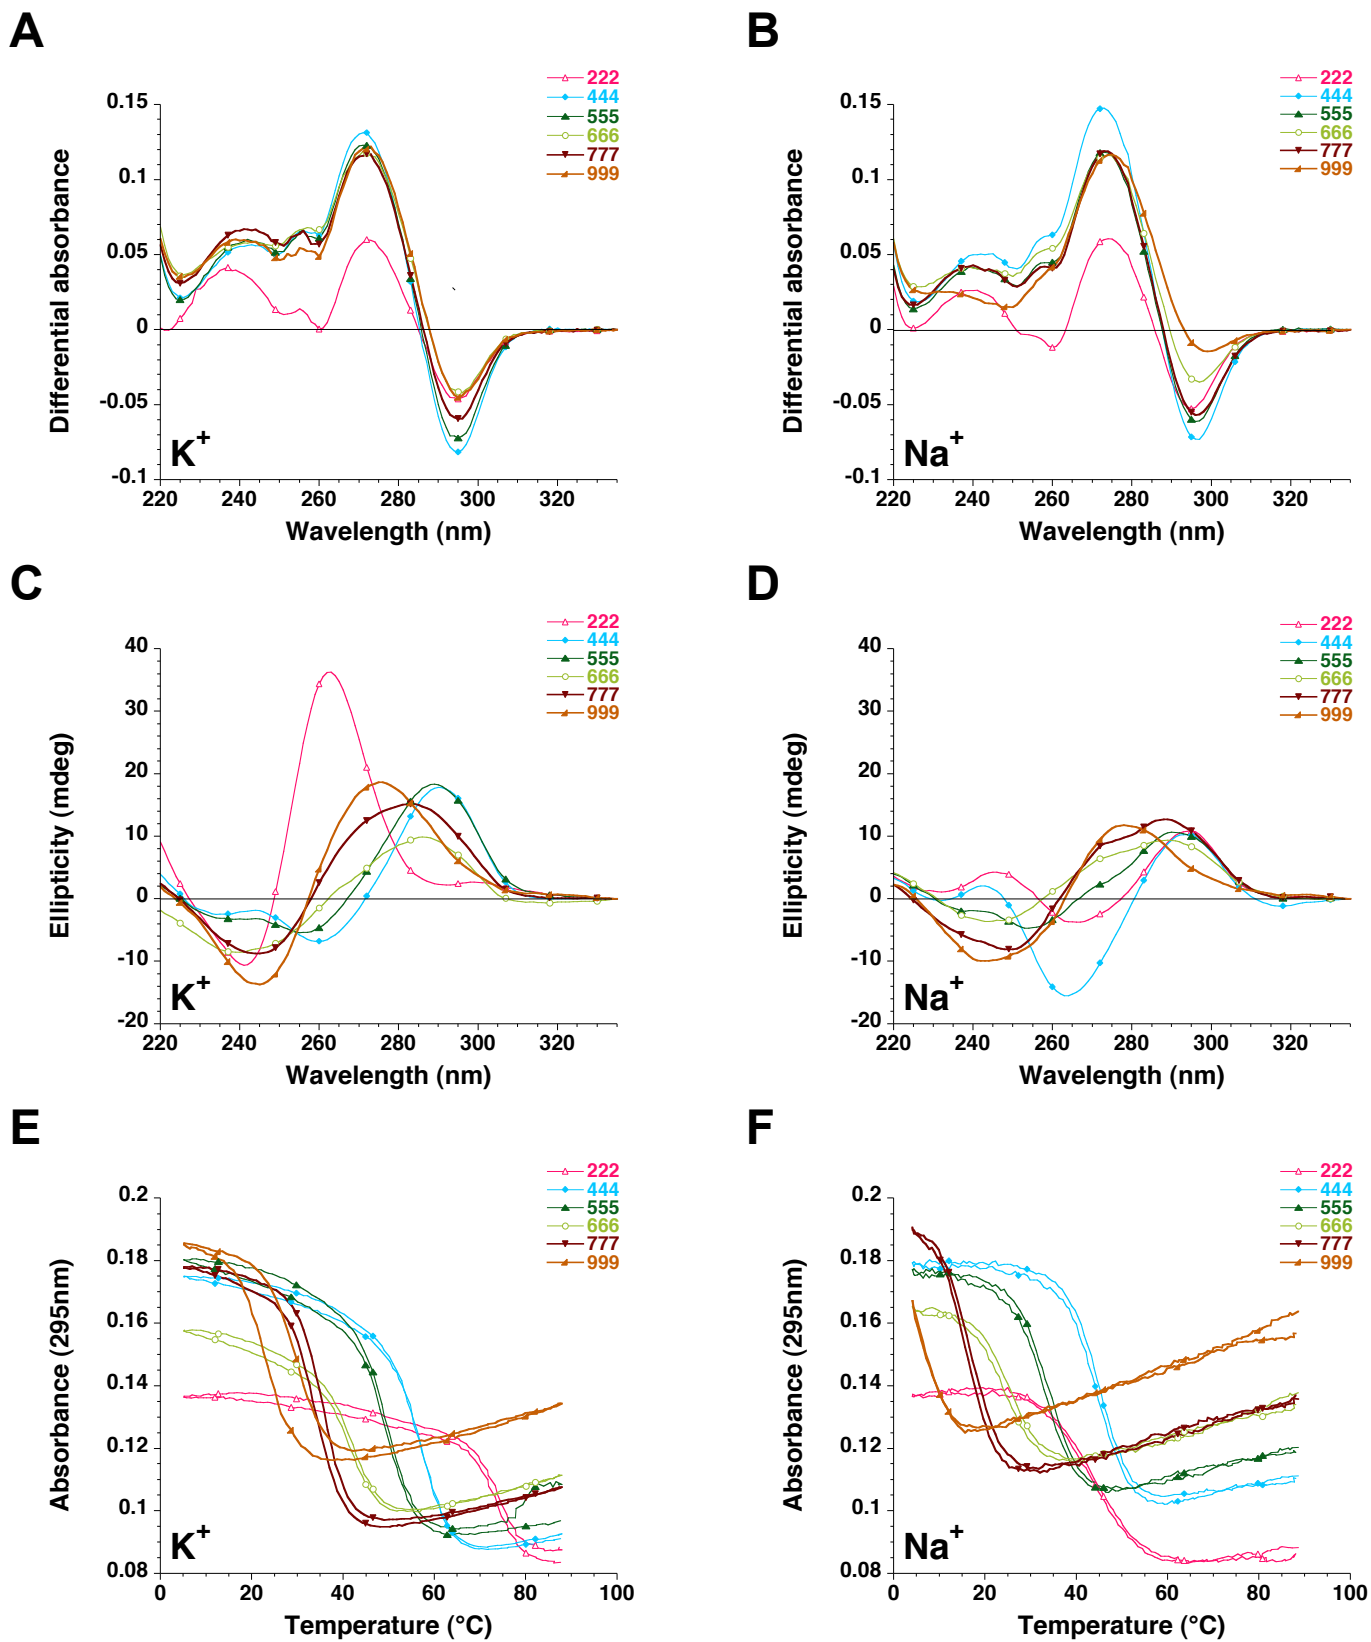 A
222
444
555
666
777
999
0.15
0.1
0.05
0
-0.05
-0.1
Differential absorbance
K+
220 240 260 280 300 320
Wavelength (nm)
B
222
444
555
666
777
999
0.15
0.1
0.05
0
-0.05
-0.1
Differential absorbance
Na+
220 240 260 280 300 320
Wavelength (nm)
C
222
444
555
666
777
999
40
30
20
10
0
-10
-20
Ellipticity (mdeg)
K+
220 240 260 280 300 320
Wavelength (nm)
D
222
444
555
666
777
999
40
30
20
10
0
-10
-20
Ellipticity (mdeg)
Na+
220 240 260 280 300 320
Wavelength (nm)
E
222
444
555
666
777
999
0.2
0.18
0.16
0.14
0.12
0.1
0.08
Absorbance (295nm)
K+
0 20 40 60 80 100
Temperature (°C)
F
222
444
555
666
777
999
0.2
0.18
0.16
0.14
0.12
0.1
0.08
Absorbance (295nm)
Na+
0 20 40 60 80 100
Temperature (°C)